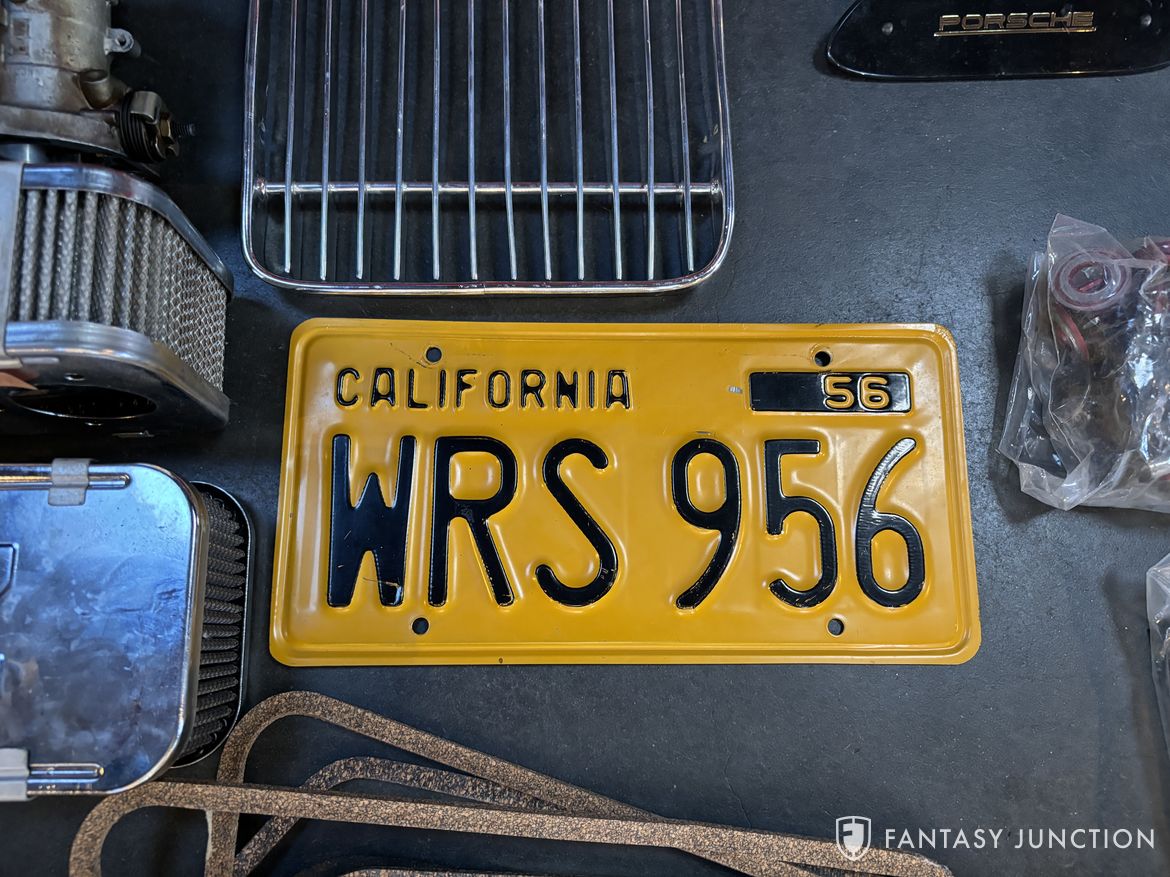 PORSCHE
CALIFORNIA 56
WRS 956
FANTASY JUNCTION